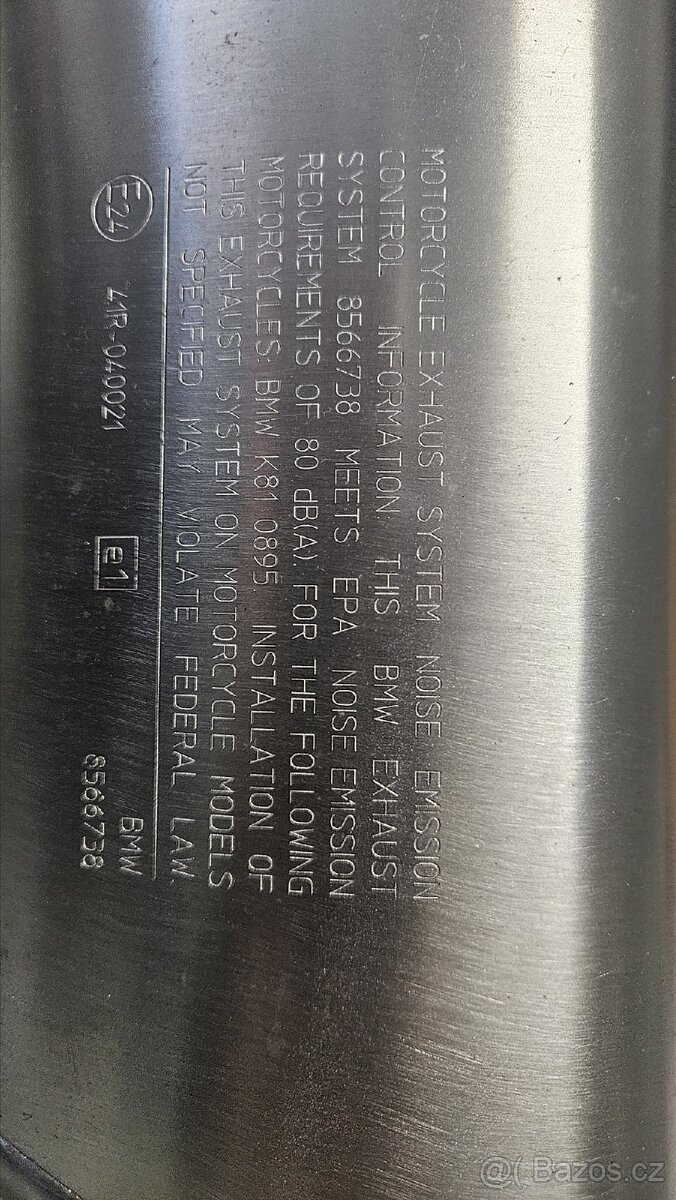 MOTORCYCLE EXHAUST SYSTEM NOISE EMISSION
CONTROL INFORMATION: THIS BMW EXHAUST
SYSTEM 8566738 MEETS EPA NOISE EMISSION
REQUIREMENTS OF 80 dB(A). FOR THE FOLLOWING
MOTORCYCLES: BMW K81 0895. INSTALLATION OF
THIS EXHAUST SYSTEM ON MOTORCYCLE MODELS
NOT SPECIFIED MAY VIOLATE FEDERAL LAW.
E24 41R-040021 e1 BMW
8566738
@( Bazos.cz